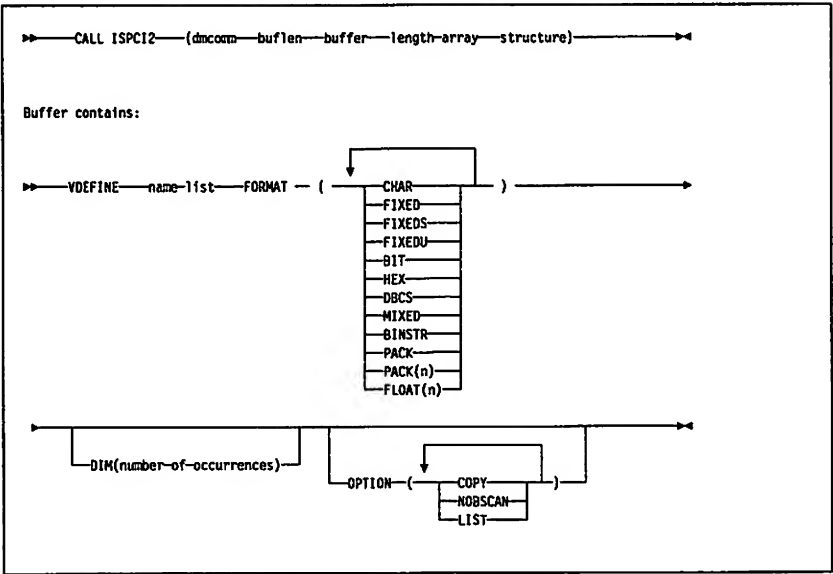 CALL ISPCI2 (dmcomm buflen buffer length-array structure)
Buffer contains:
VDEFINE name-list FORMAT ( CHAR )
FIXED
FIXEDS
FIXEDU
BIT
HEX
DBCS
MIXED
BINSTR
PACK
PACK(n)
FLOAT(n)
DIM(number-of-occurrences)
OPTION ( COPY )
NOBSCAN
LIST